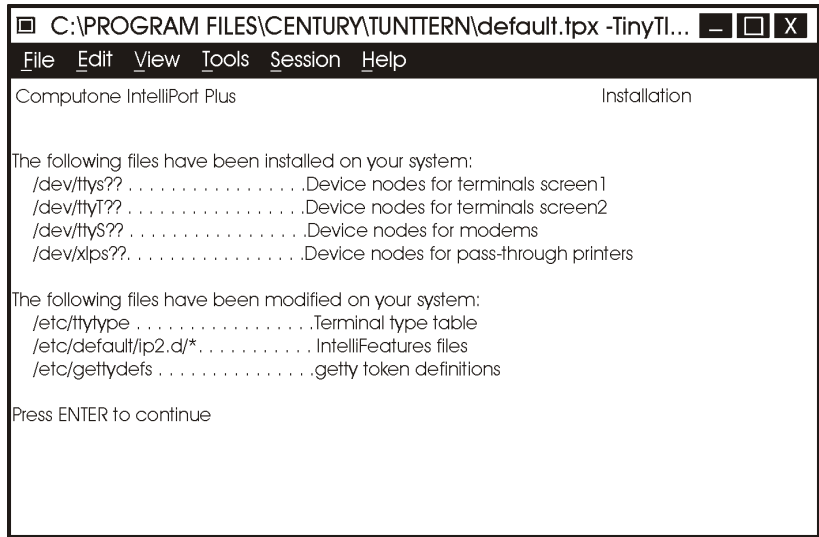 C:\PROGRAM FILES\CENTURY\TUNTTERN\default.tpx -TinyTI...
File Edit View Tools Session Help
Computone IntelliPort Plus Installation
The following files have been installed on your system:
/dev/ttys?? . . . . . . . . . . . . . . . . . .Device nodes for terminals screen1
/dev/ttyT?? . . . . . . . . . . . . . . . . . .Device nodes for terminals screen2
/dev/ttyS?? . . . . . . . . . . . . . . . . . .Device nodes for modems
/dev/xlps??. . . . . . . . . . . . . . . . . .Device nodes for pass-through printers
The following files have been modified on your system:
/etc/ttytype . . . . . . . . . . . . . . . . . .Terminal type table
/etc/default/ip2.d/*. . . . . . . . . . . IntelliFeatures files
/etc/gettydefs . . . . . . . . . . . . . . .getty token definitions
Press ENTER to continue